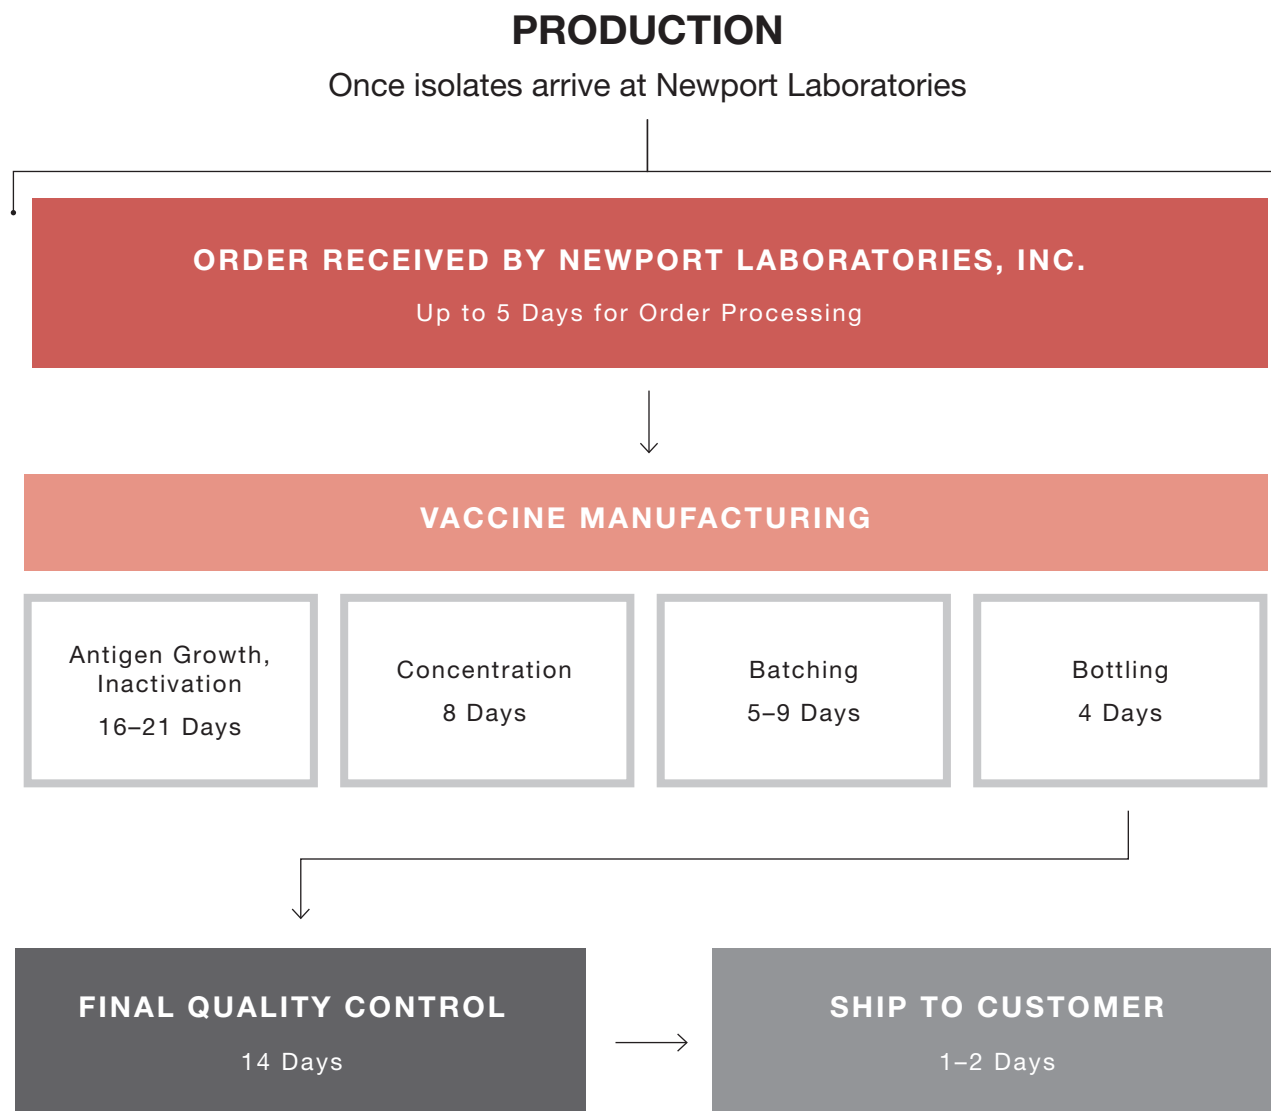 PRODUCTION
Once isolates arrive at Newport Laboratories
ORDER RECEIVED BY NEWPORT LABORATORIES, INC.
Up to 5 Days for Order Processing
VACCINE MANUFACTURING
Antigen Growth,
Inactivation
16–21 Days
Concentration
8 Days
Batching
5–9 Days
Bottling
4 Days
FINAL QUALITY CONTROL
14 Days
SHIP TO CUSTOMER
1–2 Days